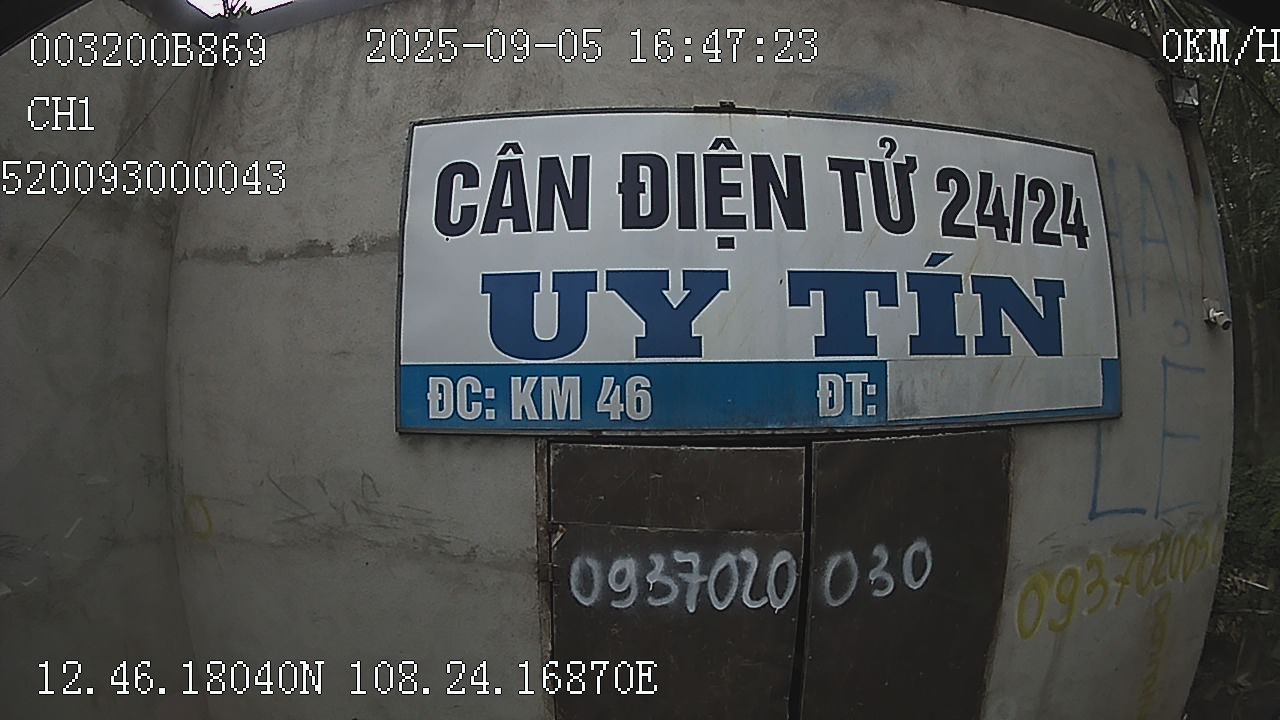 003200B869 2025-09-05 16:47:23 0KM/H
CH1
520093000043
CÂN ĐIỆN TỬ 24/24
UY TÍN
ĐC: KM 46 ĐT:
0937020 030
12.46.18040N 108.24.16870E